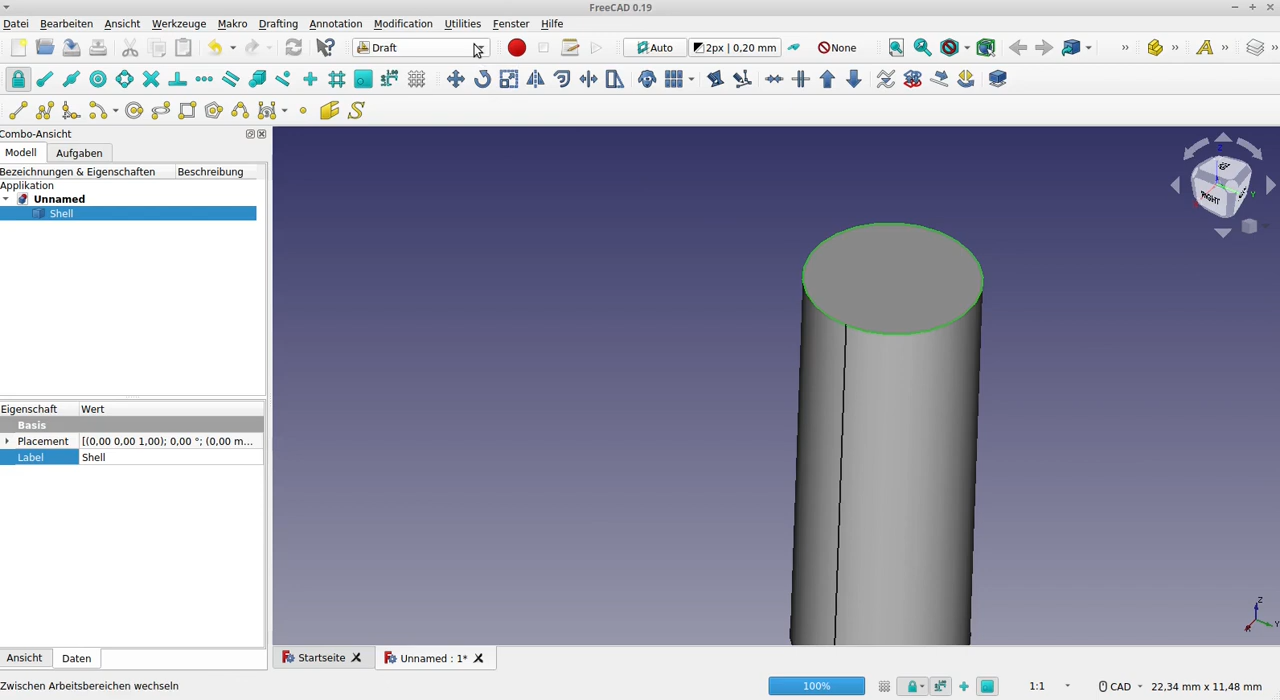 FreeCAD 0.19
Datei Bearbeiten Ansicht Werkzeuge Makro Drafting Annotation Modification Utilities Fenster Hilfe
Draft Auto 2px | 0,20 mm None
Combo-Ansicht
Modell Aufgaben
Bezeichnungen & Eigenschaften Beschreibung
Applikation
Unnamed
Shell
Z
Y
RIGHT
Eigenschaft Wert
Basis
Placement [(0,00 0,00 1,00); 0,00 °; (0,00 m...
Label Shell
Z
Y
Ansicht Daten
Startseite Unnamed : 1*
Zwischen Arbeitsbereichen wechseln 100% 1:1 CAD 22,34 mm x 11,48 mm